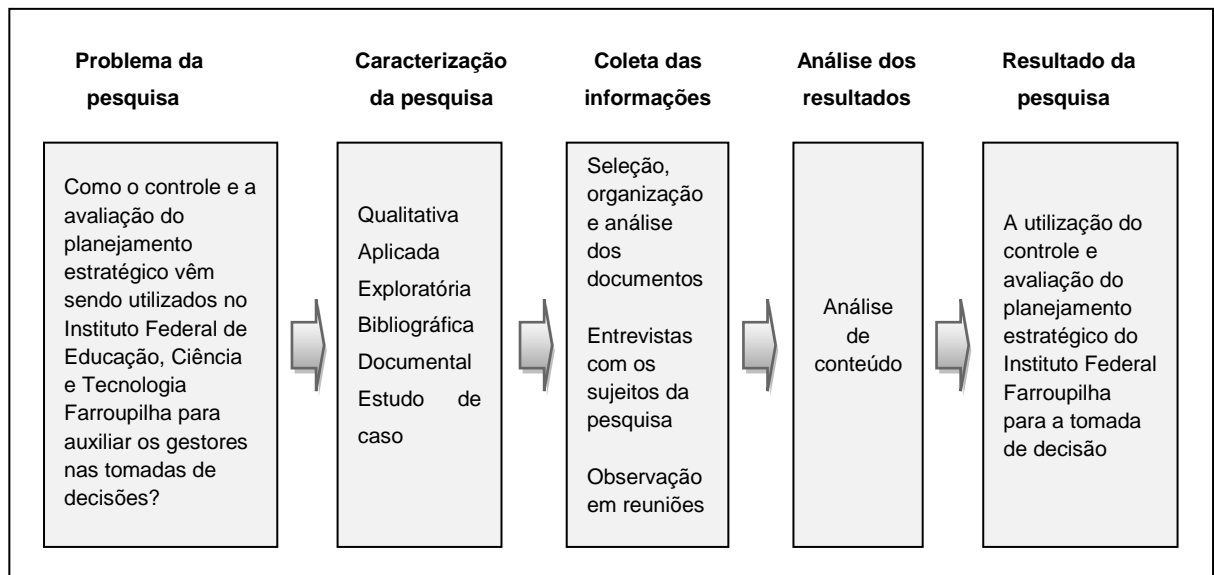 Problema da
pesquisa
Caracterização
da pesquisa
Coleta das
informações
Análise dos
resultados
Resultado da
pesquisa
Como o controle e a
avaliação do
planejamento
estratégico vêm
sendo utilizados no
Instituto Federal de
Educação, Ciência
e Tecnologia
Farroupilha para
auxiliar os gestores
nas tomadas de
decisões?
Qualitativa
Aplicada
Exploratória
Bibliográfica
Documental
Estudo de
caso
Seleção,
organização
e análise
dos
documentos
Entrevistas
com os
sujeitos da
pesquisa
Observação
em reuniões
Análise
de
conteúdo
A utilização do
controle e
avaliação do
planejamento
estratégico do
Instituto Federal
Farroupilha
para a tomada
de decisão